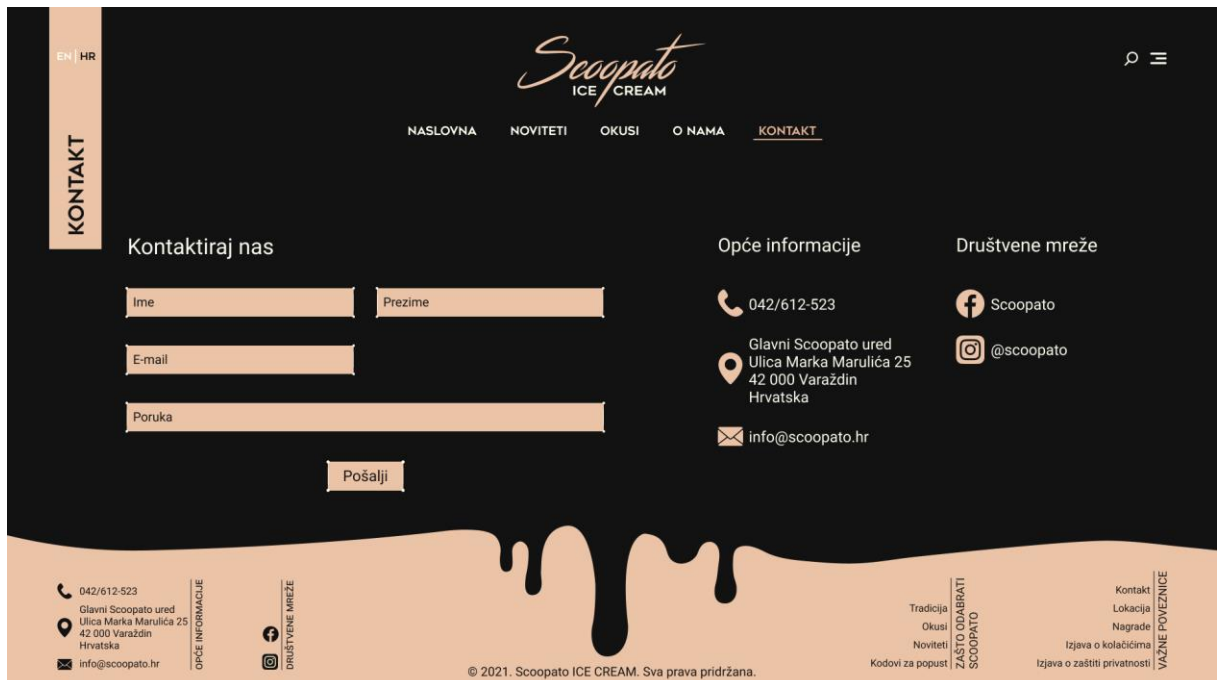 EN | HR
KONTAKT
Scoopato
ICE CREAM
NASLOVNA NOVITETI OKUSI O NAMA KONTAKT
Kontaktiraj nas
Ime
Prezime
E-mail
Poruka
Pošalji
Opće informacije
042/612-523
Glavni Scoopato ured
Ulica Marka Marulića 25
42 000 Varaždin
Hrvatska
info@scoopato.hr
Društvene mreže
Scoopato
@scoopato
042/612-523
Glavni Scoopato ured
Ulica Marka Marulića 25
42 000 Varaždin
Hrvatska
info@scoopato.hr
OPĆE INFORMACIJE
DRUŠTVENE MREŽE
© 2021. Scoopato ICE CREAM. Sva prava pridržana.
Tradicija
Okusi
Noviteti
Kodovi za popust
ZAŠTO ODABRATI
SCOOPATO
Kontakt
Lokacija
Nagrade
Izjava o kolačićima
Izjava o zaštiti privatnosti
VAŽNE POVEZNICE